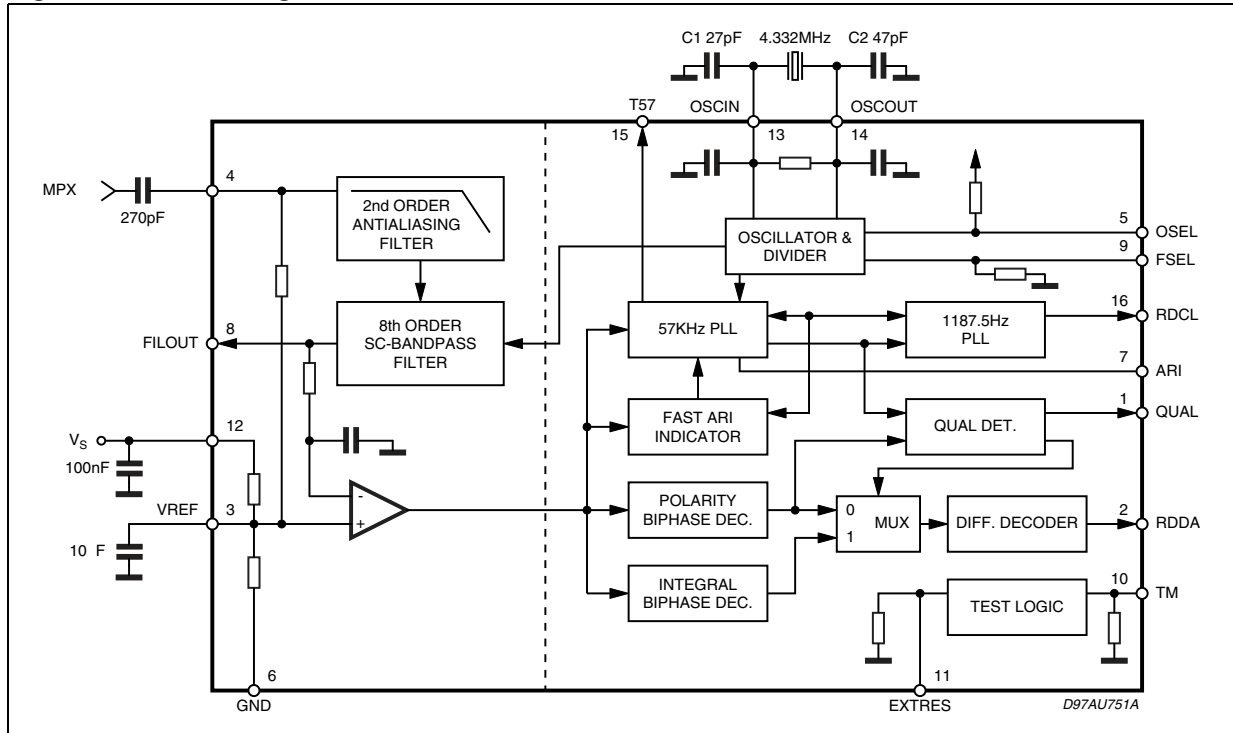 C1 27pF 4.332MHz C2 47pF
T57 OSCIN OSCOUT
15 13 14
MPX
270pF
4
2nd ORDER
ANTIALIASING
FILTER
OSCILLATOR &
DIVIDER
5
OSEL
9
FSEL
FILOUT
8
8th ORDER
SC-BANDPASS
FILTER
57KHz PLL
1187.5Hz
PLL
16
RDCL
7
ARI
FAST ARI
INDICATOR
QUAL DET.
1
QUAL
VS
12
100nF
VREF
3
10 F
-
+
POLARITY
BIPHASE DEC.
0
1
MUX
DIFF. DECODER
2
RDDA
INTEGRAL
BIPHASE DEC.
TEST LOGIC
10
TM
6
GND
11
EXTRES
D97AU751A